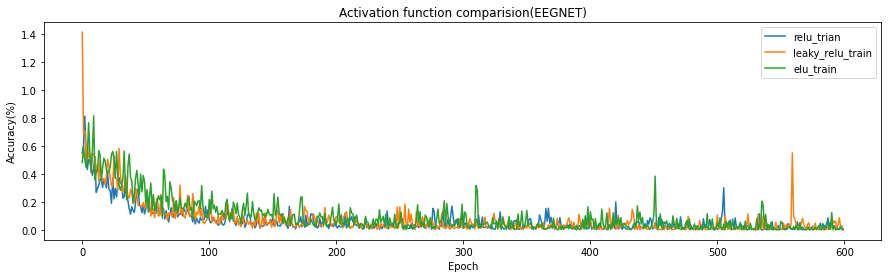 Activation function comparision(EEGNET)
relu_trian
leaky_relu_train
elu_train
Accuracy(%)
1.4
1.2
1.0
0.8
0.6
0.4
0.2
0.0
0 100 200 300 400 500 600
Epoch